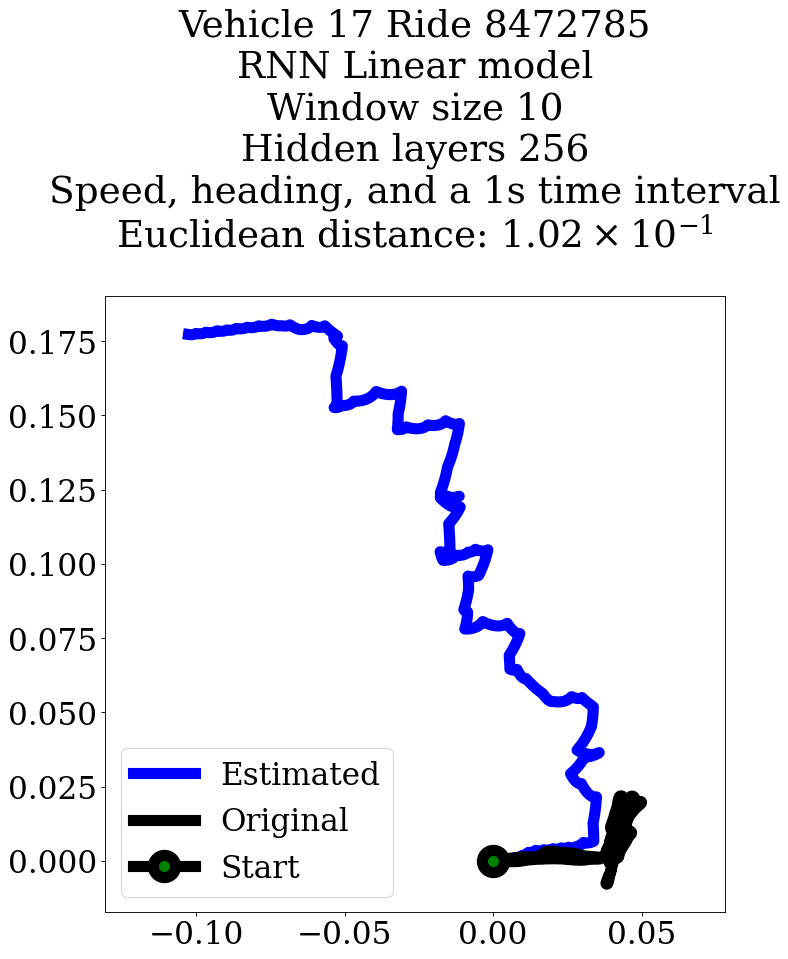 Vehicle 17 Ride 8472785
RNN Linear model
Window size 10
Hidden layers 256
Speed, heading, and a 1s time interval
Euclidean distance: 1.02 × 10⁻¹
0.175
0.150
0.125
0.100
0.075
0.050
0.025
0.000
Estimated
Original
Start
−0.10 −0.05 0.00 0.05